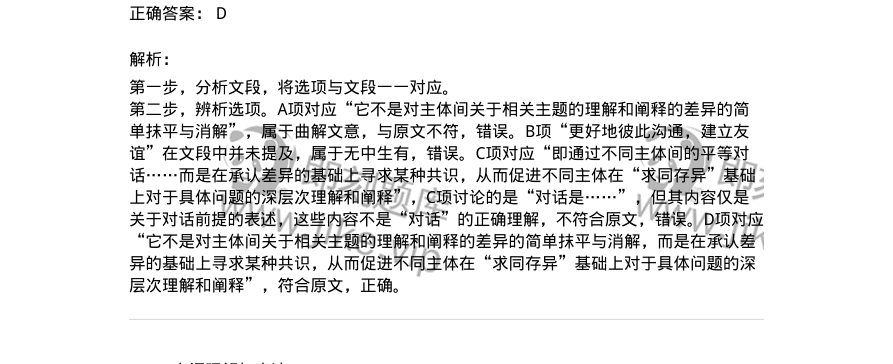 正确答案： D
解析：
第一步，分析文段，将选项与文段一一对应。
第二步，辨析选项。A项对应“它不是对主体间关于相关主题的理解和阐释的差异的简
单抹平与消解”，属于曲解文意，与原文不符，错误。B项“更好地彼此沟通，建立友
谊”在文段中并未提及，属于无中生有，错误。C项对应“即通过不同主体间的平等对
话……而是在承认差异的基础上寻求某种共识，从而促进不同主体在“求同存异”基础
上对于具体问题的深层次理解和阐释”，C项讨论的是“对话是……”，但其内容仅是
关于对话前提的表述，这些内容不是“对话”的正确理解，不符合原文，错误。D项对应
“它不是对主体间关于相关主题的理解和阐释的差异的简单抹平与消解，而是在承认差
异的基础上寻求某种共识，从而促进不同主体在“求同存异”基础上对于具体问题的深
层次理解和阐释”，符合原文，正确。
即刻题库